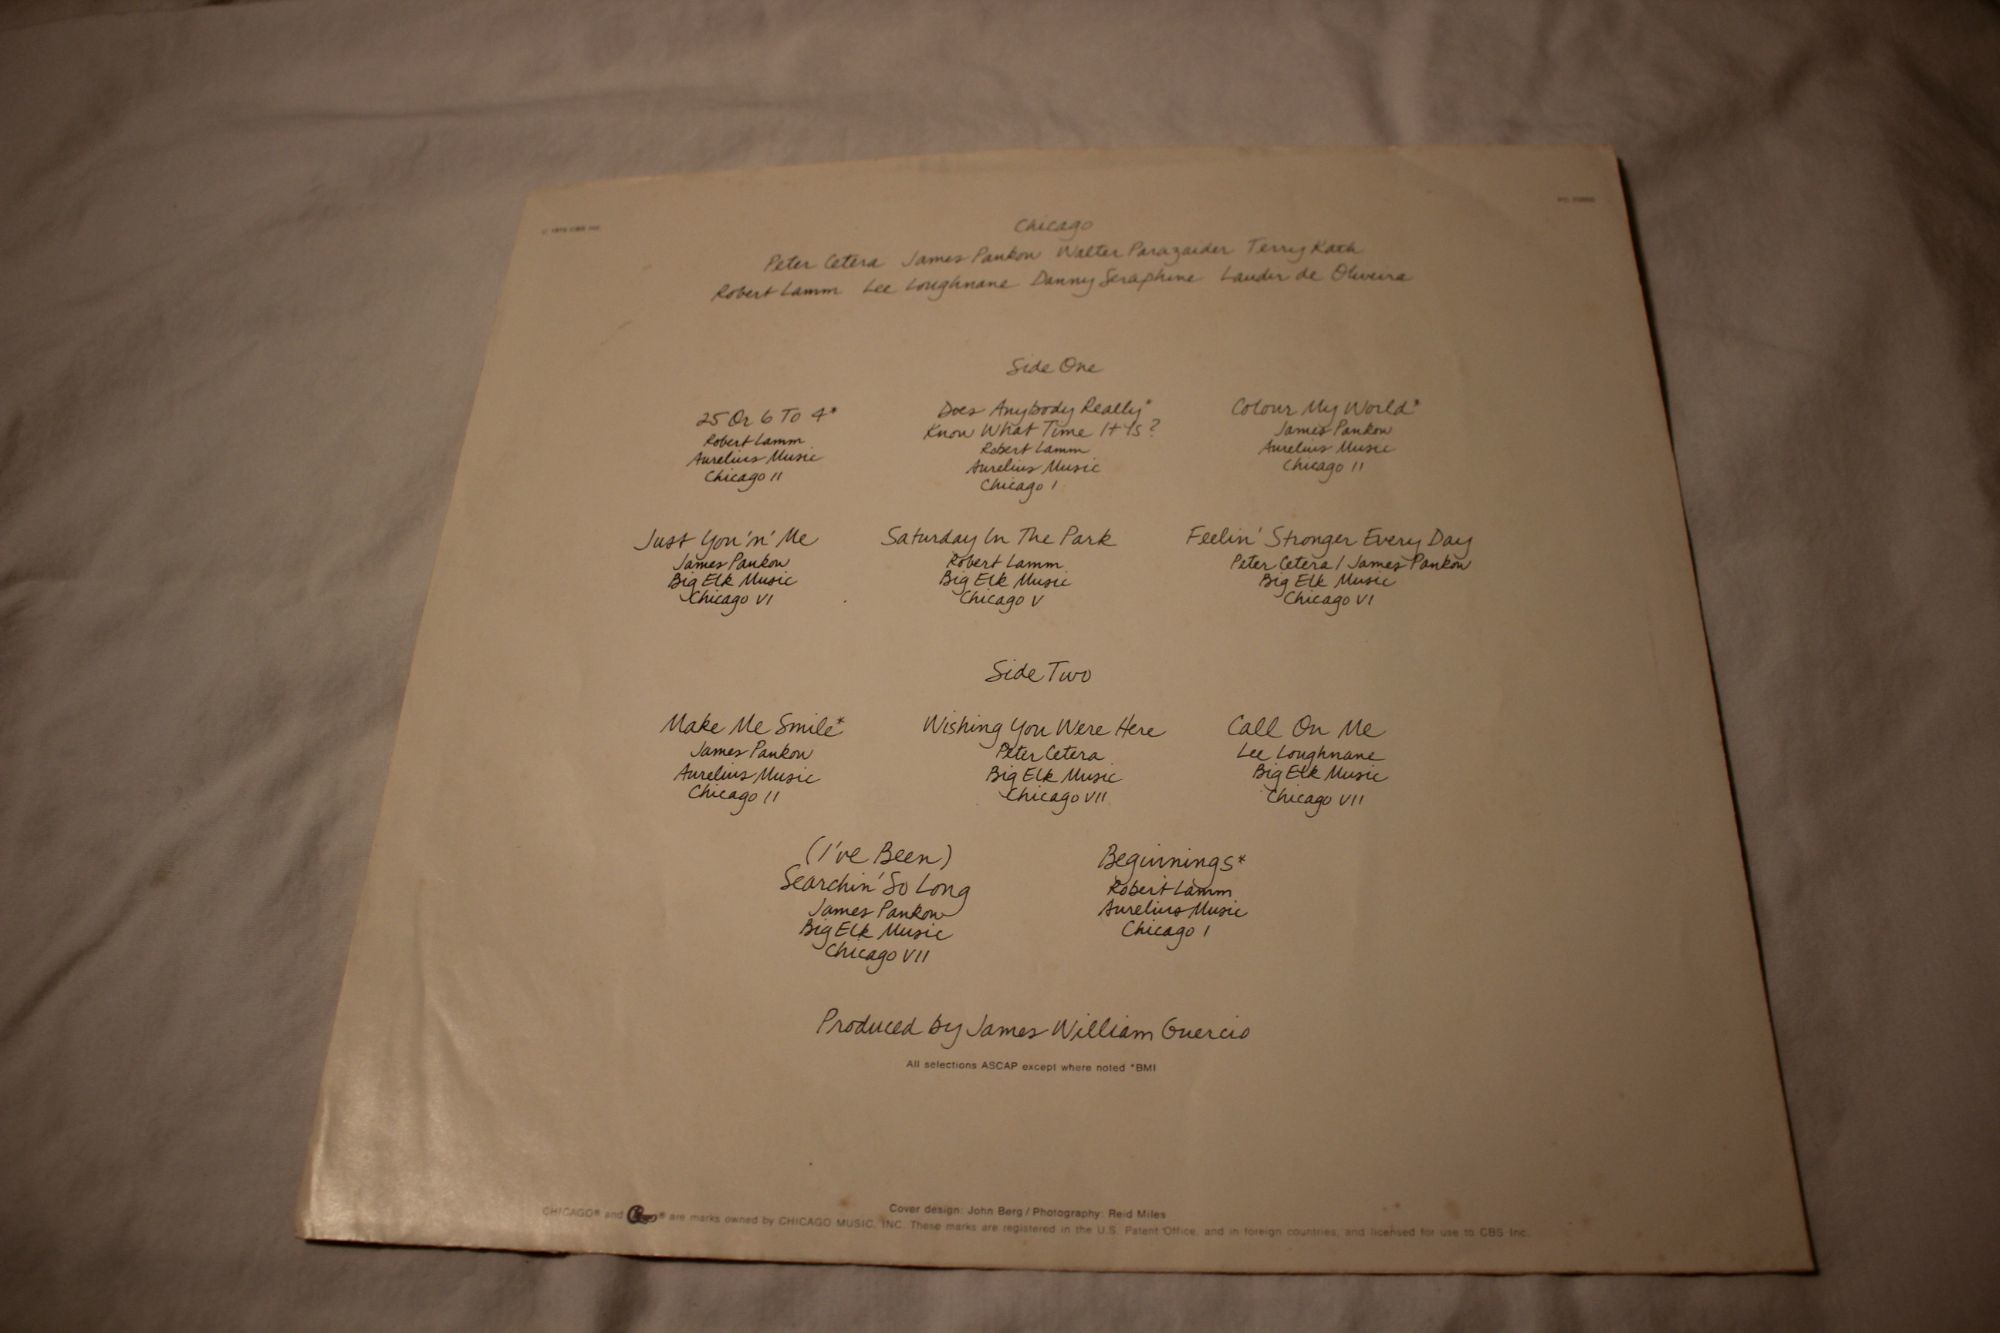 Chicago
Peter Cetera James Pankow Walter Parazaider Terry Kath
Robert Lamm Lee Loughnane Danny Seraphine Laudir de Oliveira
Side One
25 Or 6 To 4*
Robert Lamm
Aurelius Music
Chicago II
Does Anybody Really*
Know What Time It Is?
Robert Lamm
Aurelius Music
Chicago I
Colour My World*
James Pankow
Aurelius Music
Chicago II
Just You 'n' Me
James Pankow
Big Elk Music
Chicago VI
Saturday In The Park
Robert Lamm
Big Elk Music
Chicago V
Feelin' Stronger Every Day
Peter Cetera / James Pankow
Big Elk Music
Chicago VI
Side Two
Make Me Smile*
James Pankow
Aurelius Music
Chicago II
Wishing You Were Here
Peter Cetera
Big Elk Music
Chicago VII
Call On Me
Lee Loughnane
Big Elk Music
Chicago VII
(I've Been)
Searchin' So Long
James Pankow
Big Elk Music
Chicago VII
Beginnings*
Robert Lamm
Aurelius Music
Chicago I
Produced by James William Guercio
All selections ASCAP except where noted *BMI
Cover design: John Berg / Photography: Reid Miles
CHICAGO® and Chicago® are marks owned by CHICAGO MUSIC, INC. These marks are registered in the U.S. Patent Office, and in foreign countries, and licensed for use to CBS Inc.